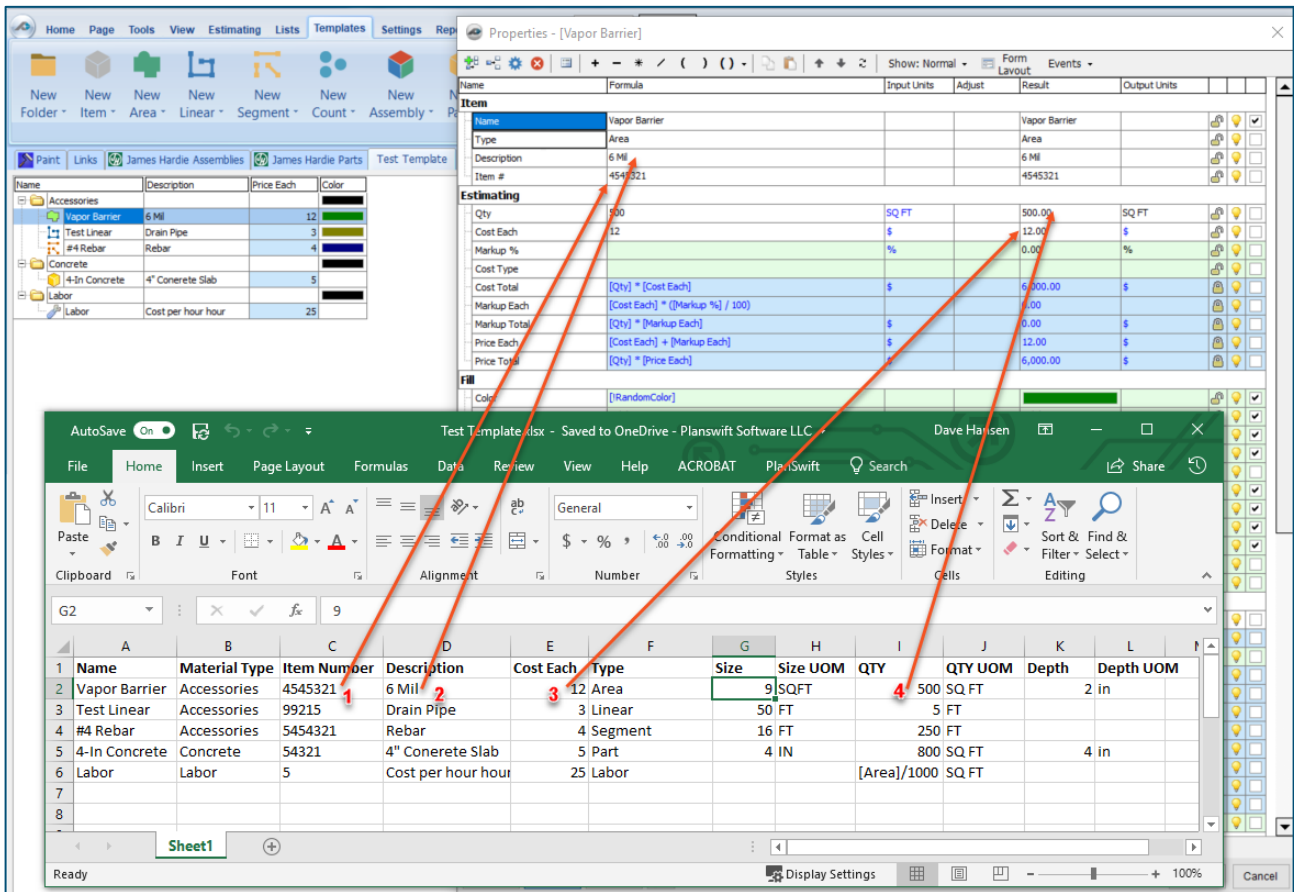 Home Page Tools View Estimating Lists Templates Settings Rep
New Folder New Item New Area New Linear New Segment New Count New Assembly
Paint Links James Hardie Assemblies James Hardie Parts Test Template
Name Description Price Each Color
Accessories
Vapor Barrier 6 Mil 12
Test Linear Drain Pipe 3
#4 Rebar Rebar 4
Concrete
4-In Concrete 4" Conerete Slab 5
Labor
Labor Cost per hour hour 25
Properties - [Vapor Barrier]
+ - * / ( ) () Show: Normal Form Layout Events
Name Formula Input Units Adjust Result Output Units
Item
Name Vapor Barrier Vapor Barrier
Type Area Area
Description 6 Mil 6 Mil
Item # 4545321 4545321
Estimating
Qty 500 SQ FT 500.00 SQ FT
Cost Each 12 $ 12.00 $
Markup % % 0.00 %
Cost Type
Cost Total [Qty] * [Cost Each] $ 6,000.00 $
Markup Each [Cost Each] * ([Markup %] / 100) 0.00
Markup Total [Qty] * [Markup Each] $ 0.00 $
Price Each [Cost Each] + [Markup Each] $ 12.00 $
Price Total [Qty] * [Price Each] $ 6,000.00 $
Fill
Color [!RandomColor]
AutoSave On Test Template.xlsx - Saved to OneDrive - Planswift Software LLC Dave Hansen
File Home Insert Page Layout Formulas Data Review View Help ACROBAT PlanSwift Search Share
Paste Calibri 11 A A ab General Conditional Formatting Format as Table Cell Styles Insert Delete Format Sort & Filter Find & Select
B I U A $ % , .00 .0
Clipboard Font Alignment Number Styles Cells Editing
G2 fx 9
A B C D E F G H I J K L
1 Name Material Type Item Number Description Cost Each Type Size Size UOM QTY QTY UOM Depth Depth UOM
2 Vapor Barrier Accessories 4545321 6 Mil 12 Area 9 SQFT 500 SQ FT 2 in
1 2 3 4
3 Test Linear Accessories 99215 Drain Pipe 3 Linear 50 FT 5 FT
4 #4 Rebar Accessories 5454321 Rebar 4 Segment 16 FT 250 FT
5 4-In Concrete Concrete 54321 4" Conerete Slab 5 Part 4 IN 800 SQ FT 4 in
6 Labor Labor 5 Cost per hour hour 25 Labor [Area]/1000 SQ FT
7
8
Sheet1
Ready Display Settings 100%
Cancel